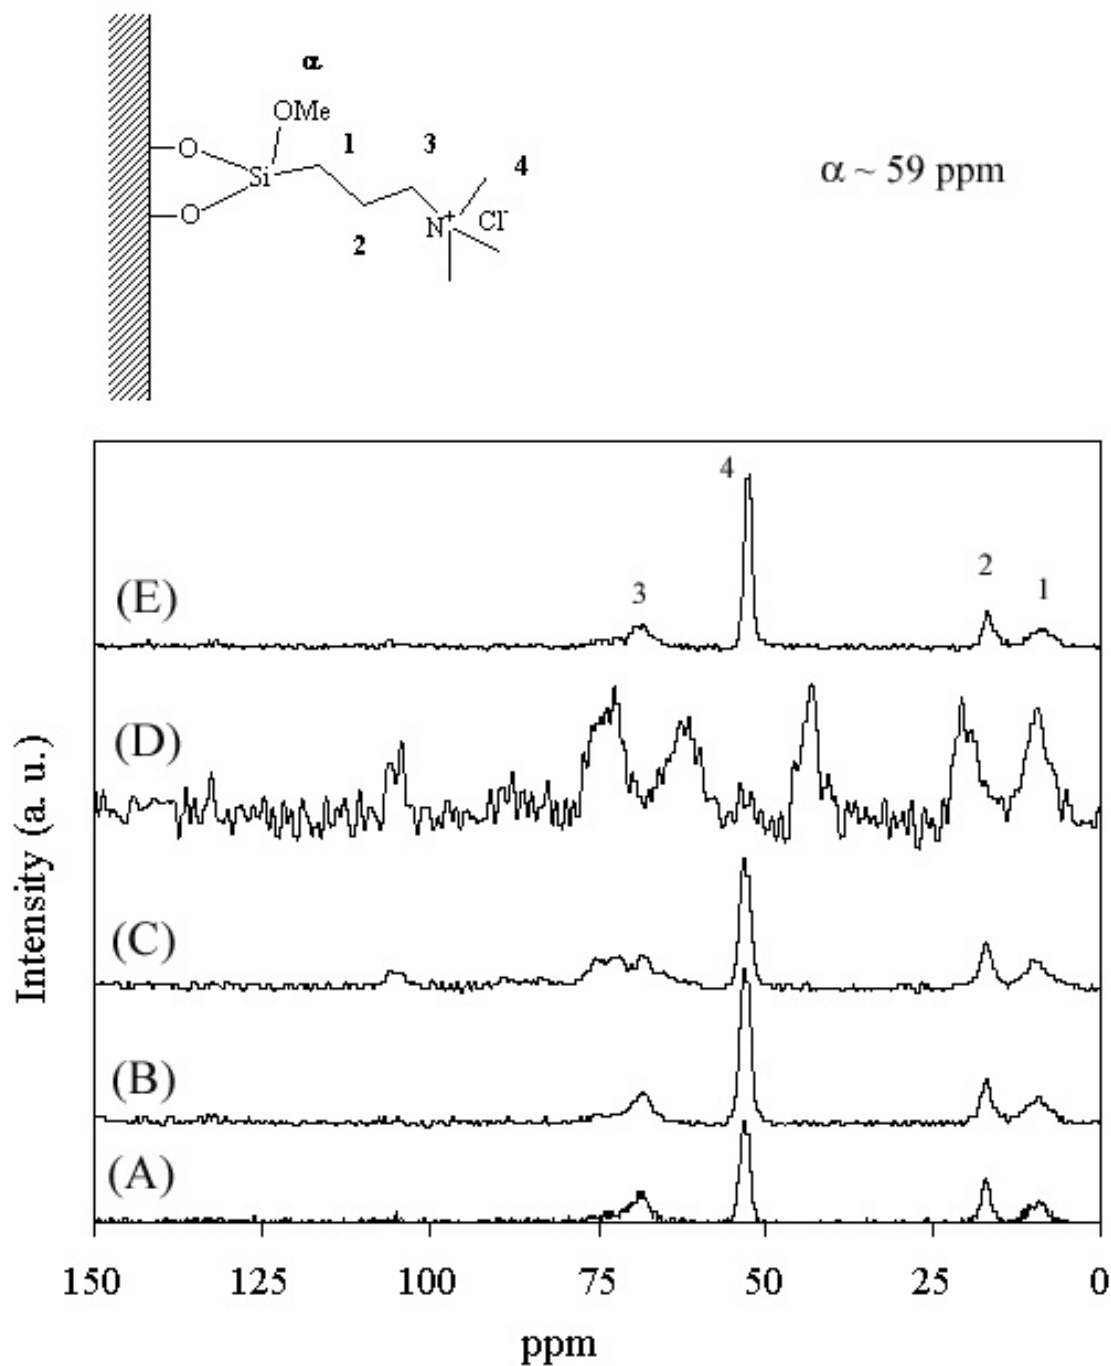 α
OMe
O
1
3
4
Si
α ~ 59 ppm
O
2
N+
Cl-
4
(E)
3
2
1
(D)
(C)
(B)
(A)
Intensity (a. u.)
150 125 100 75 50 25 0
ppm